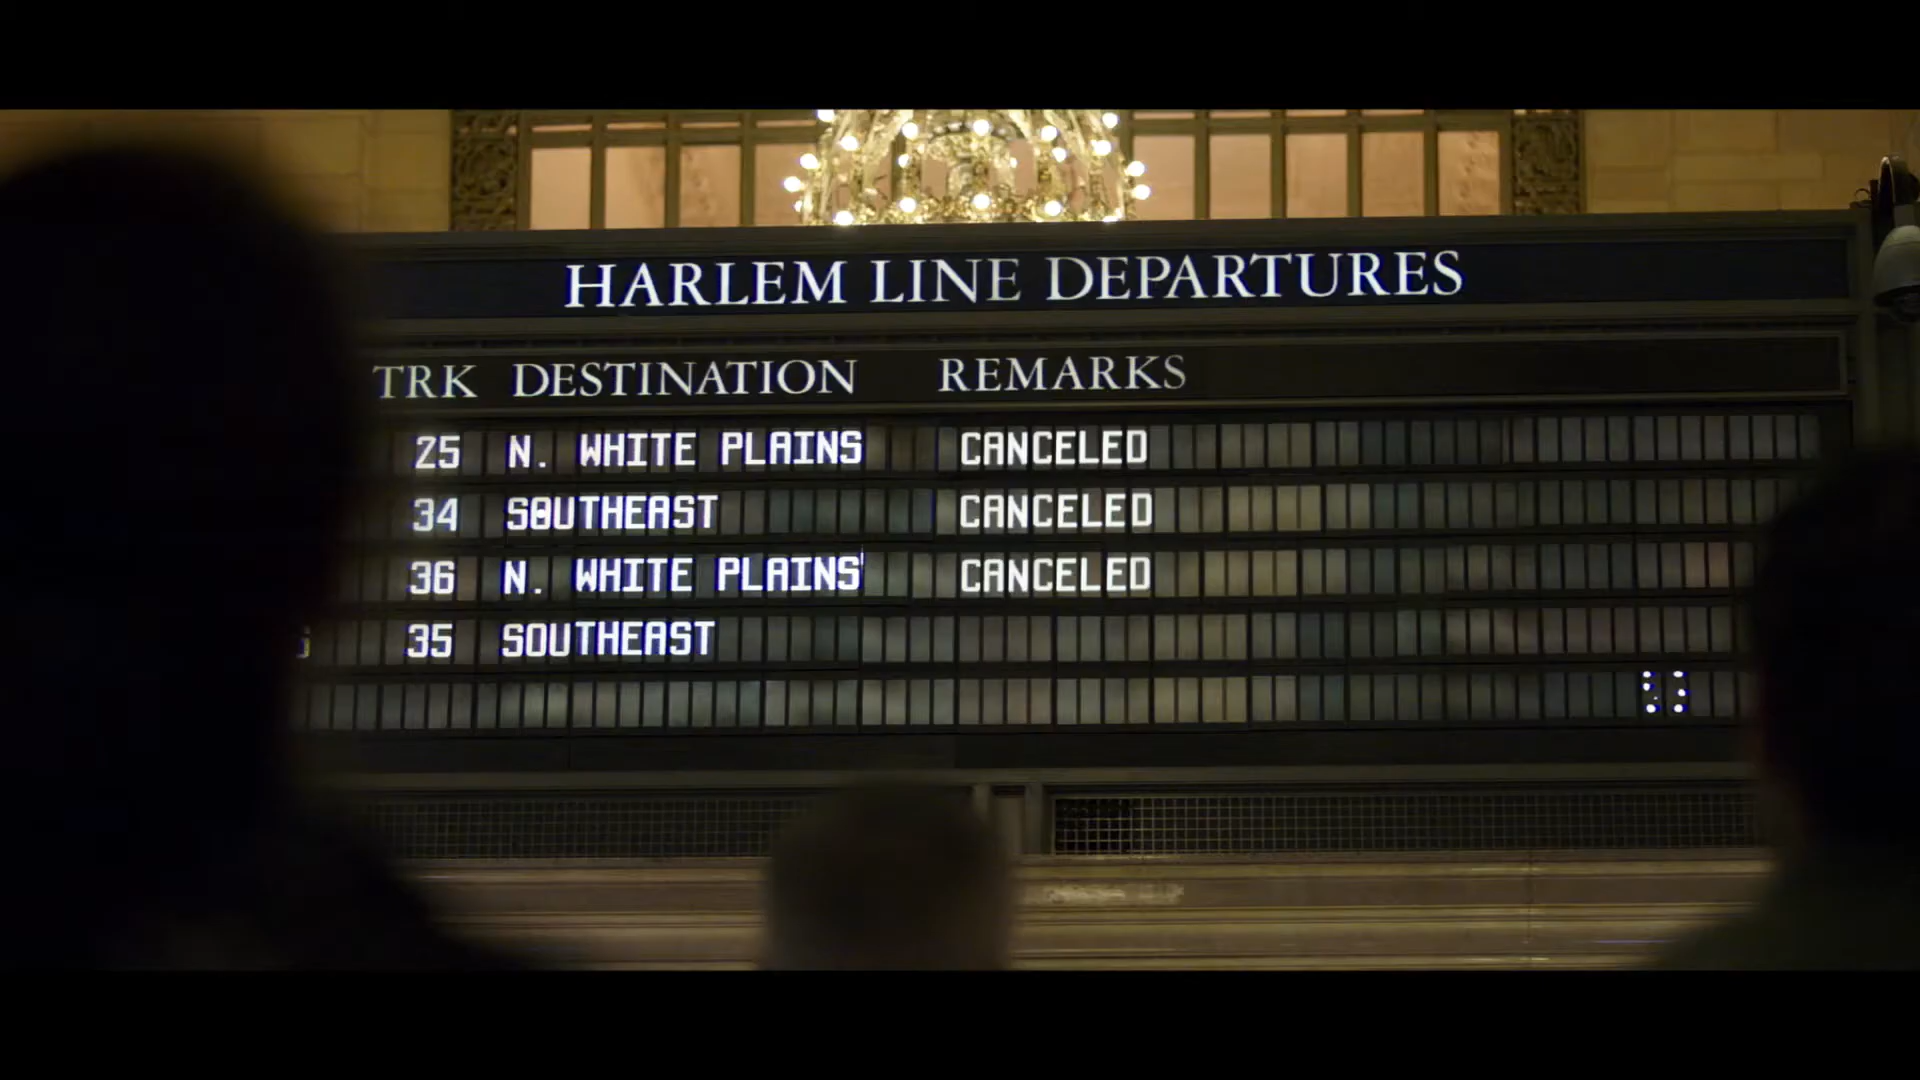 HARLEM LINE DEPARTURES
TRK DESTINATION REMARKS
25 N. WHITE PLAINS CANCELED
34 SOUTHEAST CANCELED
36 N. WHITE PLAINS CANCELED
35 SOUTHEAST